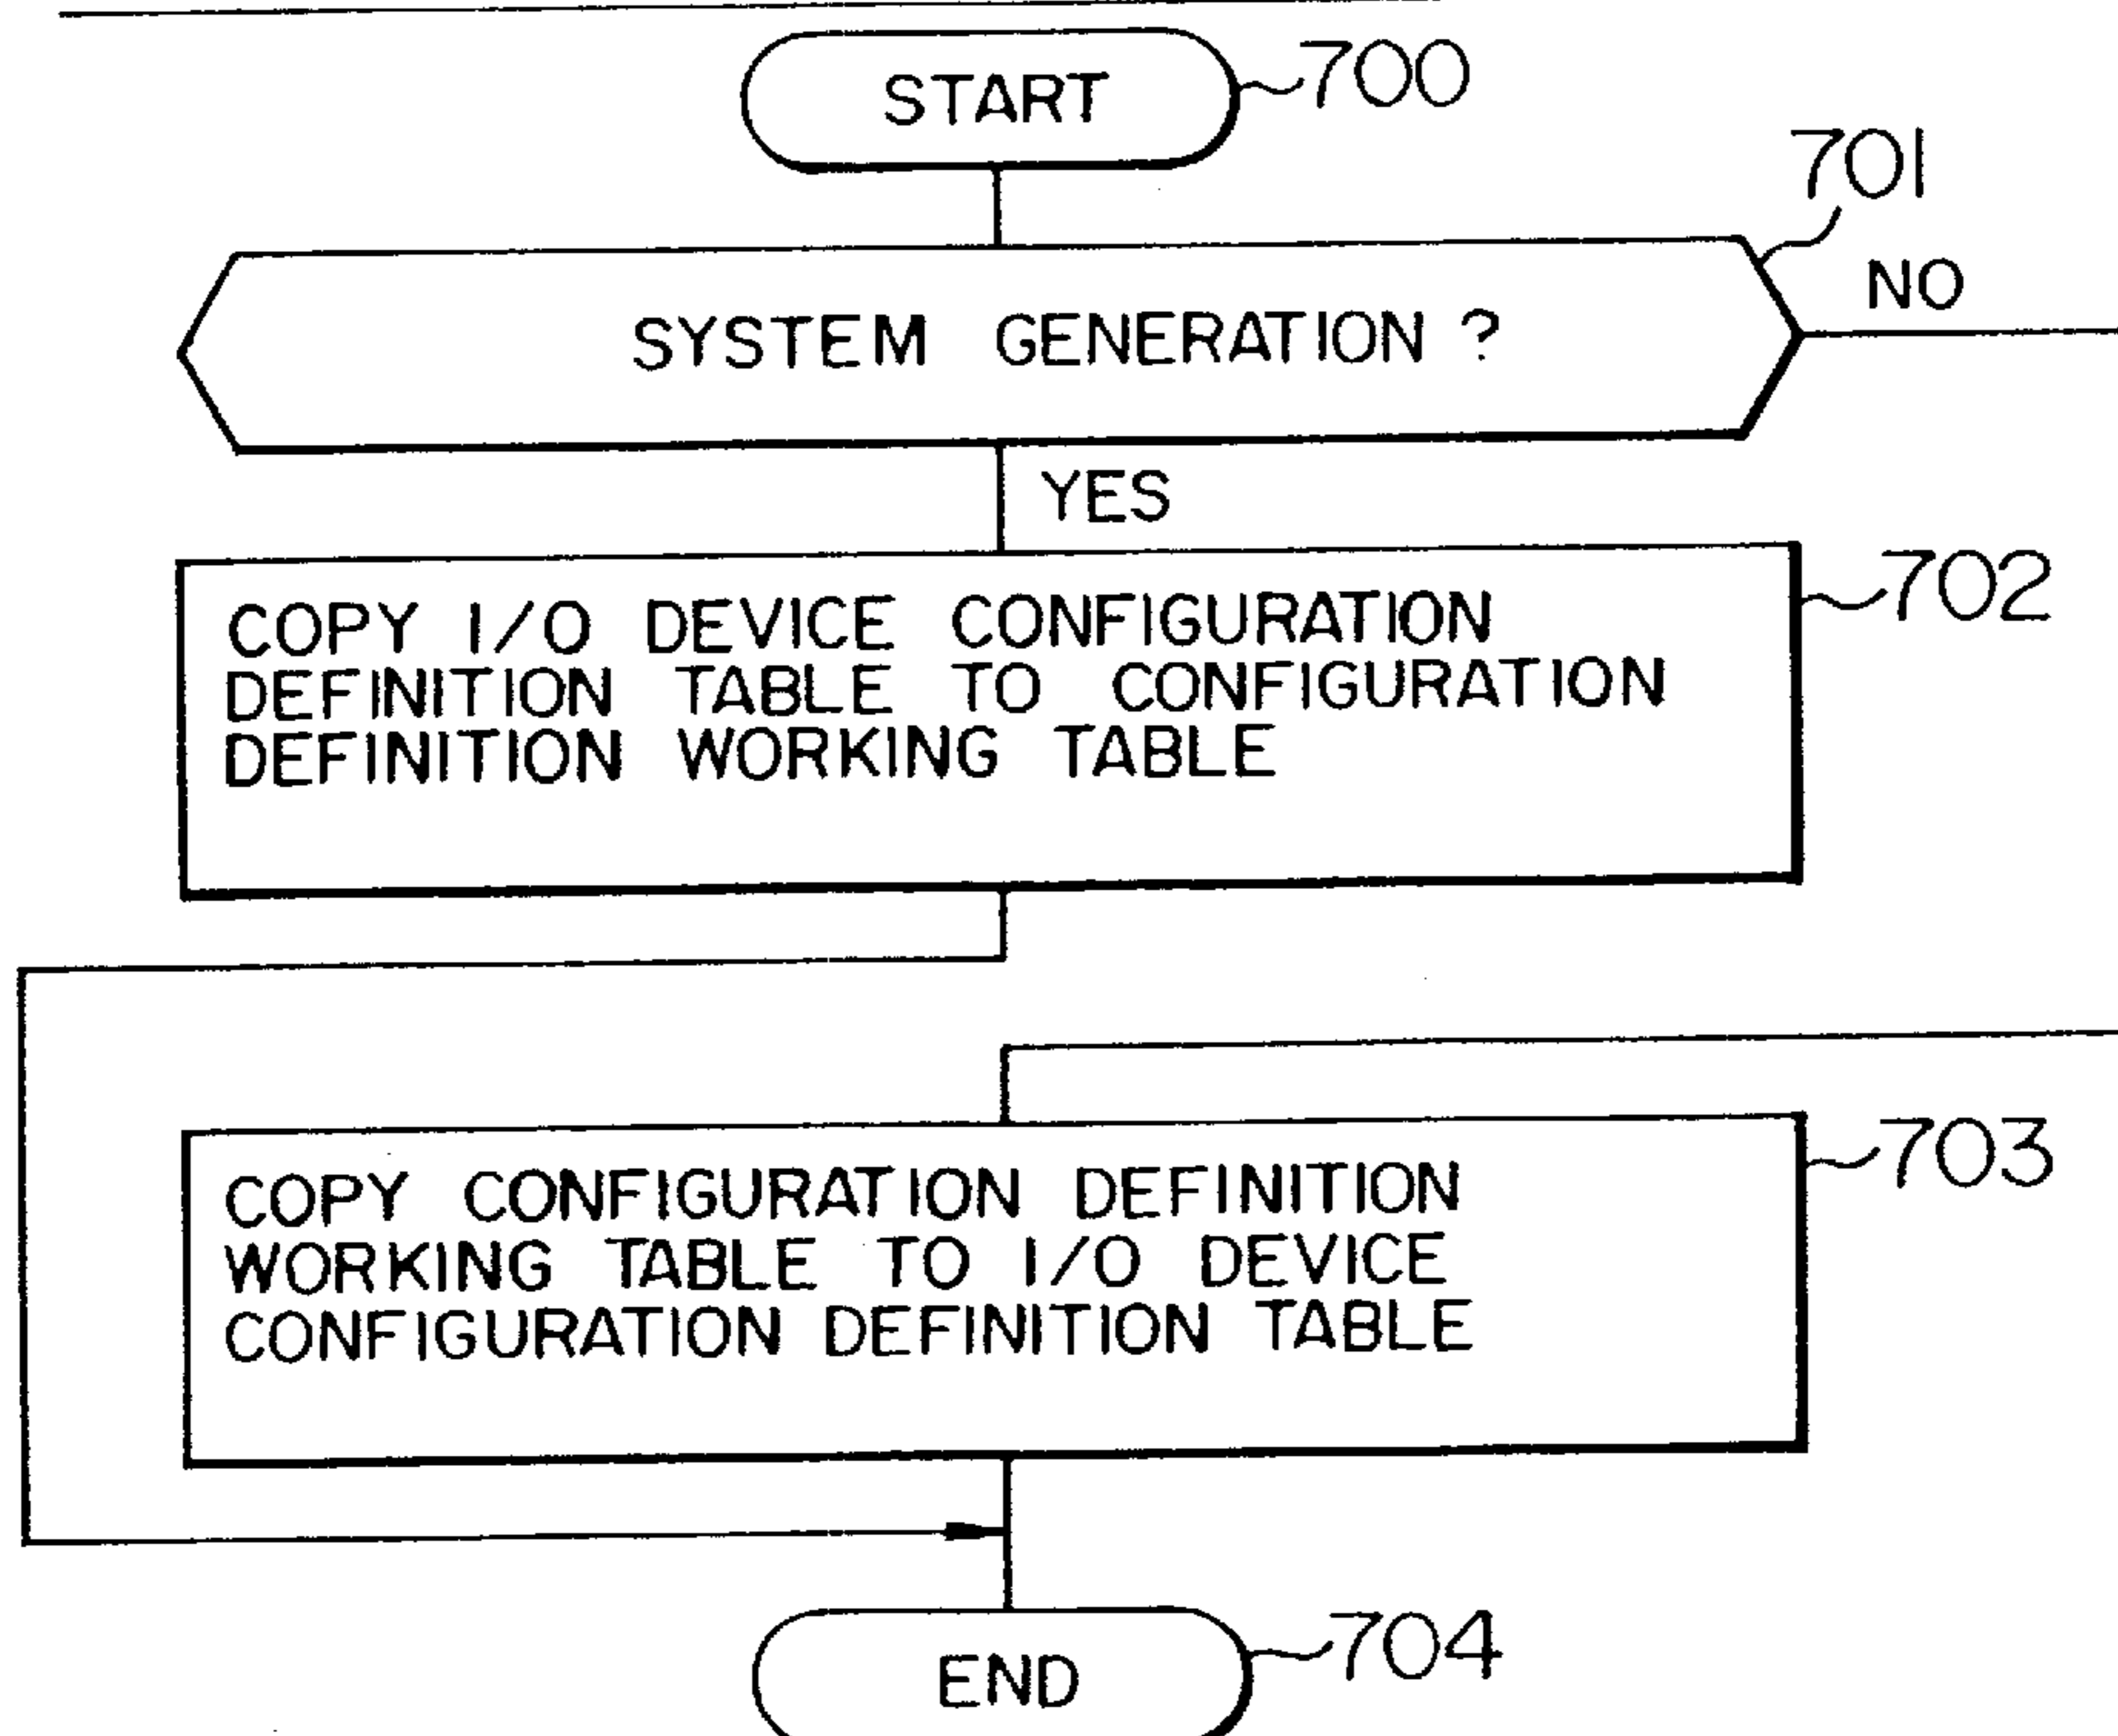 START
700
701
NO
SYSTEM GENERATION ?
YES
702
COPY I/O DEVICE CONFIGURATION
DEFINITION TABLE TO CONFIGURATION
DEFINITION WORKING TABLE
703
COPY CONFIGURATION DEFINITION
WORKING TABLE TO I/O DEVICE
CONFIGURATION DEFINITION TABLE
704
END